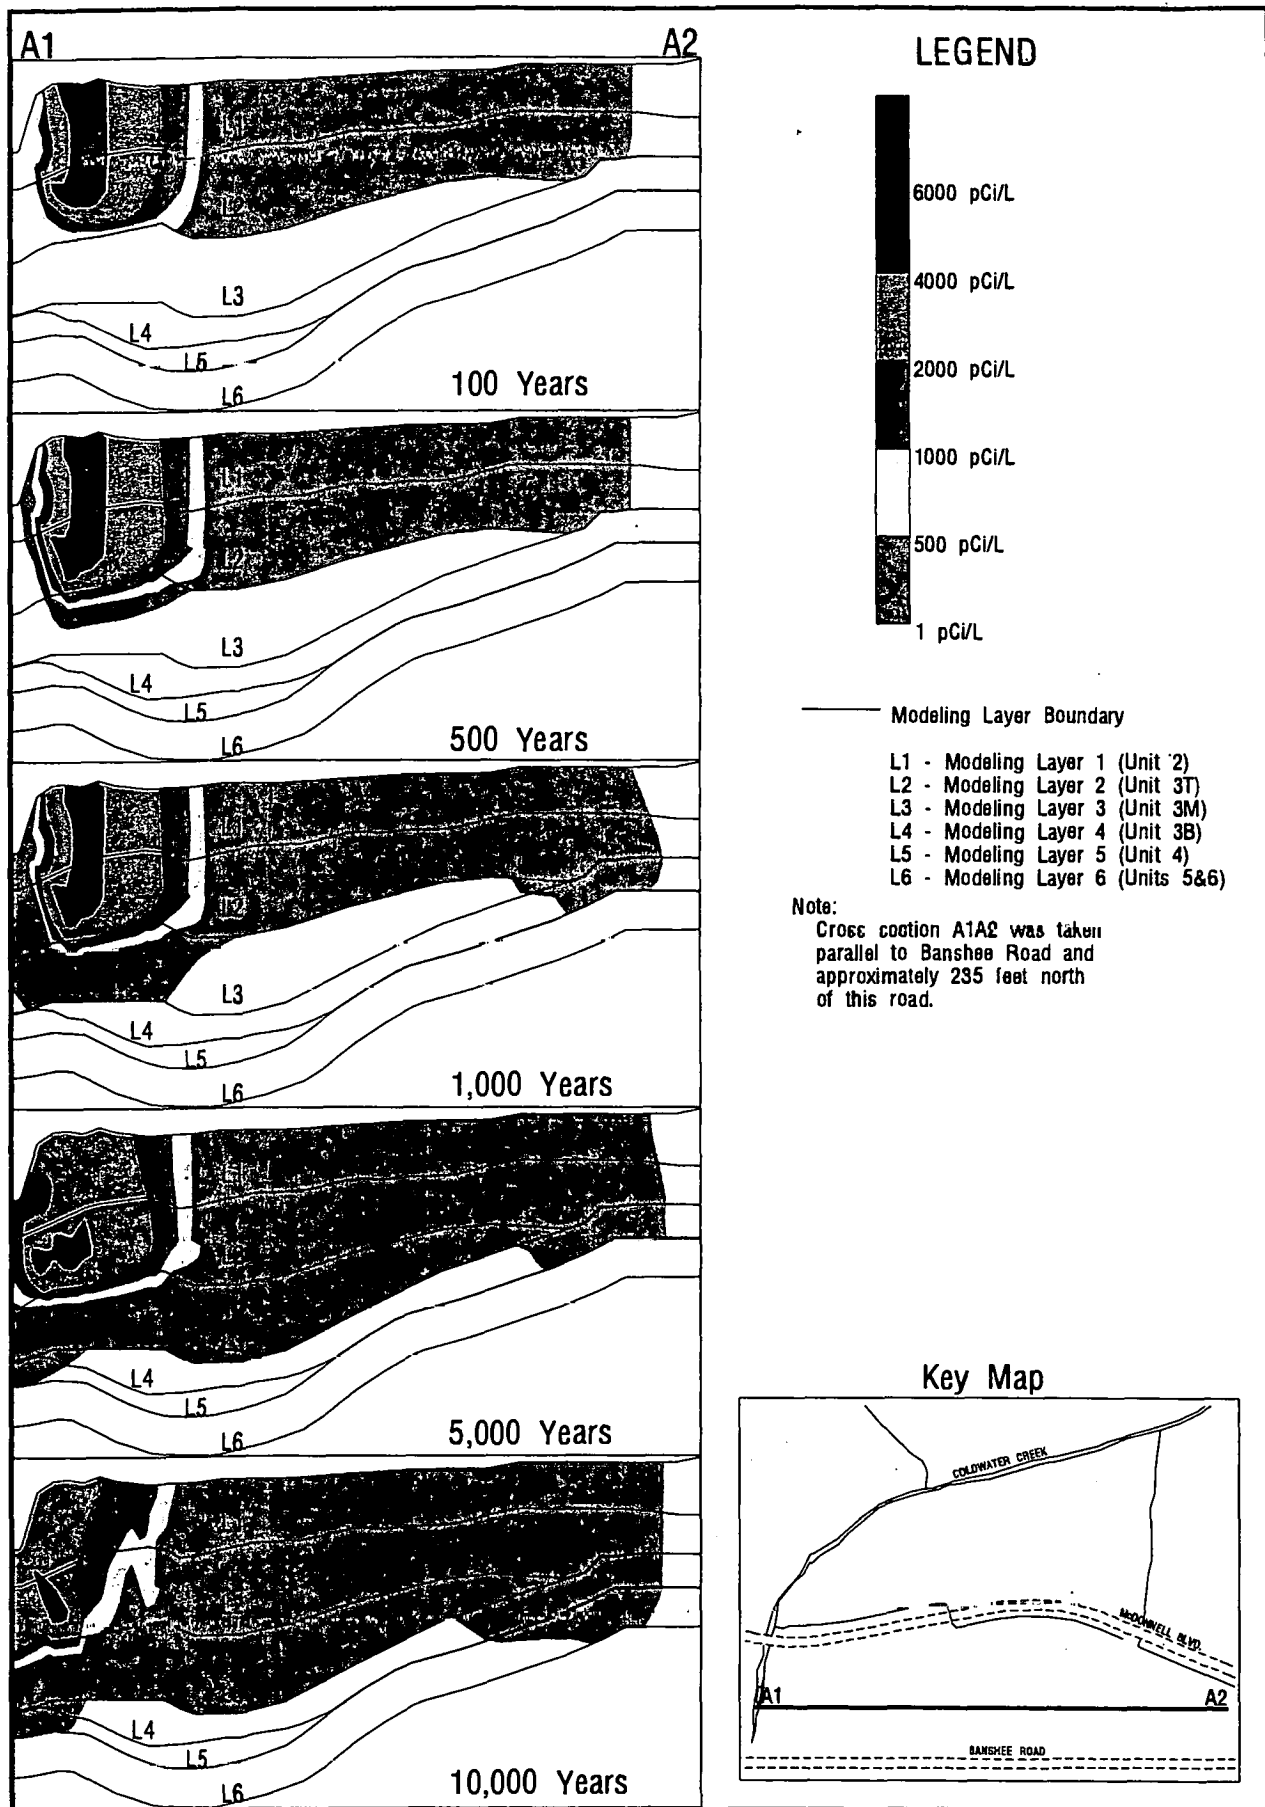 A1
A2
L1
L2
L3
L4
L5
L6
100 Years
L1
L2
L3
L4
L5
L6
500 Years
L1
L2
L3
L4
L5
L6
1,000 Years
L4
L5
L6
5,000 Years
L4
L5
L6
10,000 Years
LEGEND
6000 pCi/L
4000 pCi/L
2000 pCi/L
1000 pCi/L
500 pCi/L
1 pCi/L
Modeling Layer Boundary
L1 - Modeling Layer 1 (Unit 2)
L2 - Modeling Layer 2 (Unit 3T)
L3 - Modeling Layer 3 (Unit 3M)
L4 - Modeling Layer 4 (Unit 3B)
L5 - Modeling Layer 5 (Unit 4)
L6 - Modeling Layer 6 (Units 5&6)
Note:
Cross cootion A1A2 was taken
parallel to Banshee Road and
approximately 235 feet north
of this road.
Key Map
COLDWATER CREEK
McDONNELL BLVD.
A1
A2
BANSHEE ROAD